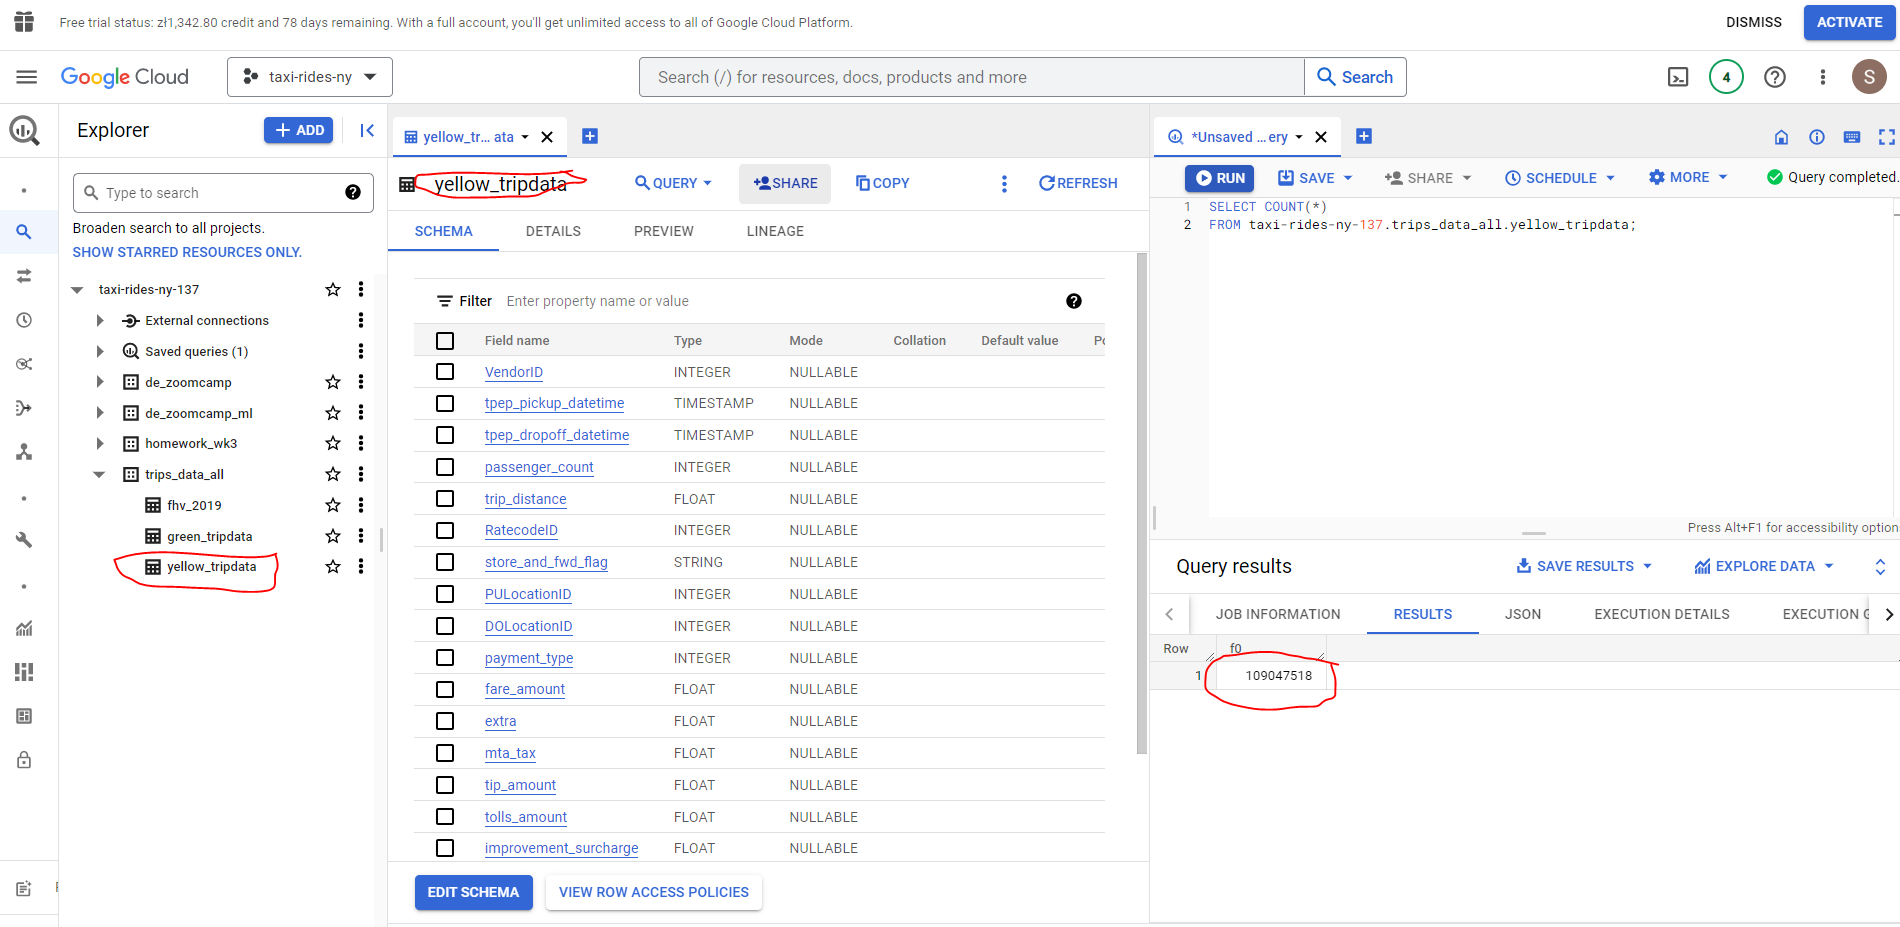 Free trial status: zł1,342.80 credit and 78 days remaining. With a full account, you'll get unlimited access to all of Google Cloud Platform.
DISMISS
ACTIVATE
Google Cloud
taxi-rides-ny
Search (/) for resources, docs, products and more
Search
4
S
Explorer
ADD
Type to search
Broaden search to all projects.
SHOW STARRED RESOURCES ONLY.
taxi-rides-ny-137
External connections
Saved queries (1)
de_zoomcamp
de_zoomcamp_ml
homework_wk3
trips_data_all
fhv_2019
green_tripdata
yellow_tripdata
yellow_tr... ata
yellow_tripdata
QUERY
SHARE
COPY
REFRESH
SCHEMA DETAILS PREVIEW LINEAGE
Filter Enter property name or value
Field name Type Mode Collation Default value Po
VendorID INTEGER NULLABLE
tpep_pickup_datetime TIMESTAMP NULLABLE
tpep_dropoff_datetime TIMESTAMP NULLABLE
passenger_count INTEGER NULLABLE
trip_distance FLOAT NULLABLE
RatecodeID INTEGER NULLABLE
store_and_fwd_flag STRING NULLABLE
PULocationID INTEGER NULLABLE
DOLocationID INTEGER NULLABLE
payment_type INTEGER NULLABLE
fare_amount FLOAT NULLABLE
extra FLOAT NULLABLE
mta_tax FLOAT NULLABLE
tip_amount FLOAT NULLABLE
tolls_amount FLOAT NULLABLE
improvement_surcharge FLOAT NULLABLE
EDIT SCHEMA
VIEW ROW ACCESS POLICIES
*Unsaved ...ery
RUN
SAVE
SHARE
SCHEDULE
MORE
Query completed.
1 SELECT COUNT(*)
2 FROM taxi-rides-ny-137.trips_data_all.yellow_tripdata;
Press Alt+F1 for accessibility option
Query results
SAVE RESULTS
EXPLORE DATA
JOB INFORMATION RESULTS JSON EXECUTION DETAILS EXECUTION G
Row f0_
1 109047518